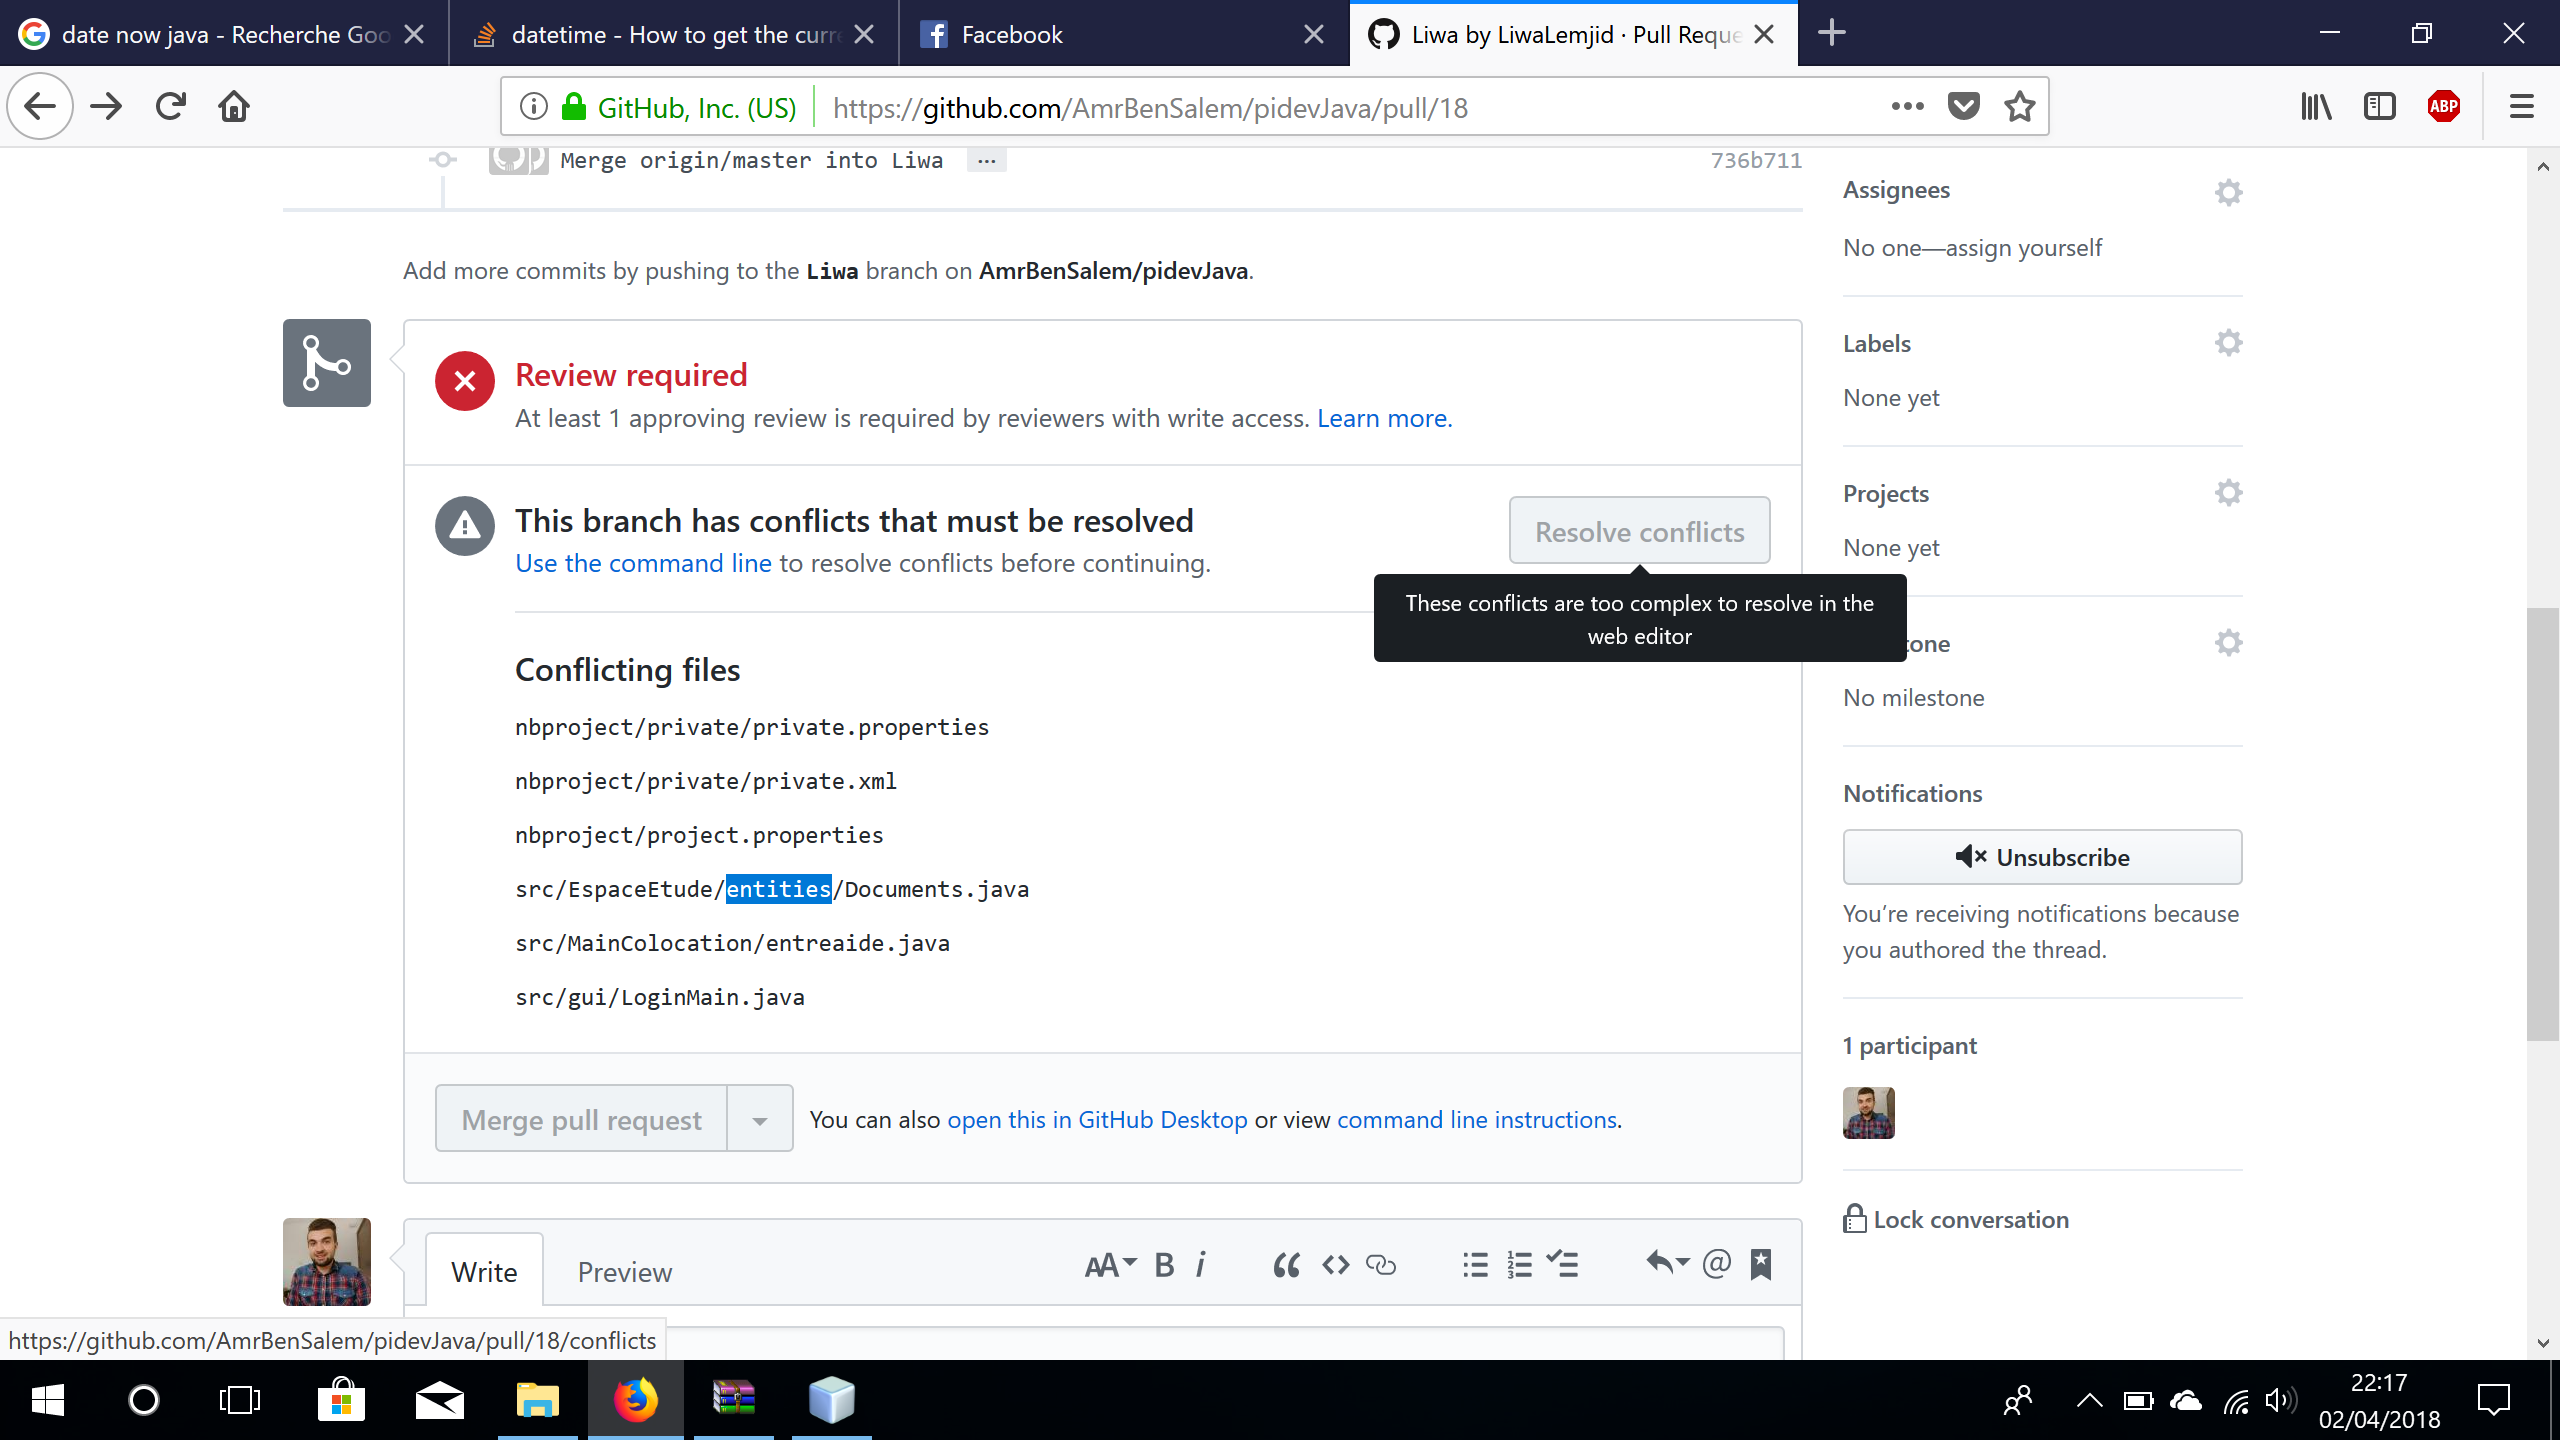 date now java - Recherche Goo
datetime - How to get the curre
Facebook
Liwa by LiwaLemjid · Pull Reque
GitHub, Inc. (US)
https://github.com/AmrBenSalem/pidevJava/pull/18
ABP
Merge origin/master into Liwa
...
736b711
Add more commits by pushing to the Liwa branch on AmrBenSalem/pidevJava.
Review required
At least 1 approving review is required by reviewers with write access. Learn more.
This branch has conflicts that must be resolved
Use the command line to resolve conflicts before continuing.
Resolve conflicts
These conflicts are too complex to resolve in the
web editor
Conflicting files
nbproject/private/private.properties
nbproject/private/private.xml
nbproject/project.properties
src/EspaceEtude/entities/Documents.java
src/MainColocation/entreaide.java
src/gui/LoginMain.java
Merge pull request
You can also open this in GitHub Desktop or view command line instructions.
Write
Preview
AA B i
Assignees
No one—assign yourself
Labels
None yet
Projects
None yet
tone
No milestone
Notifications
Unsubscribe
You’re receiving notifications because
you authored the thread.
1 participant
Lock conversation
https://github.com/AmrBenSalem/pidevJava/pull/18/conflicts
22:17
02/04/2018